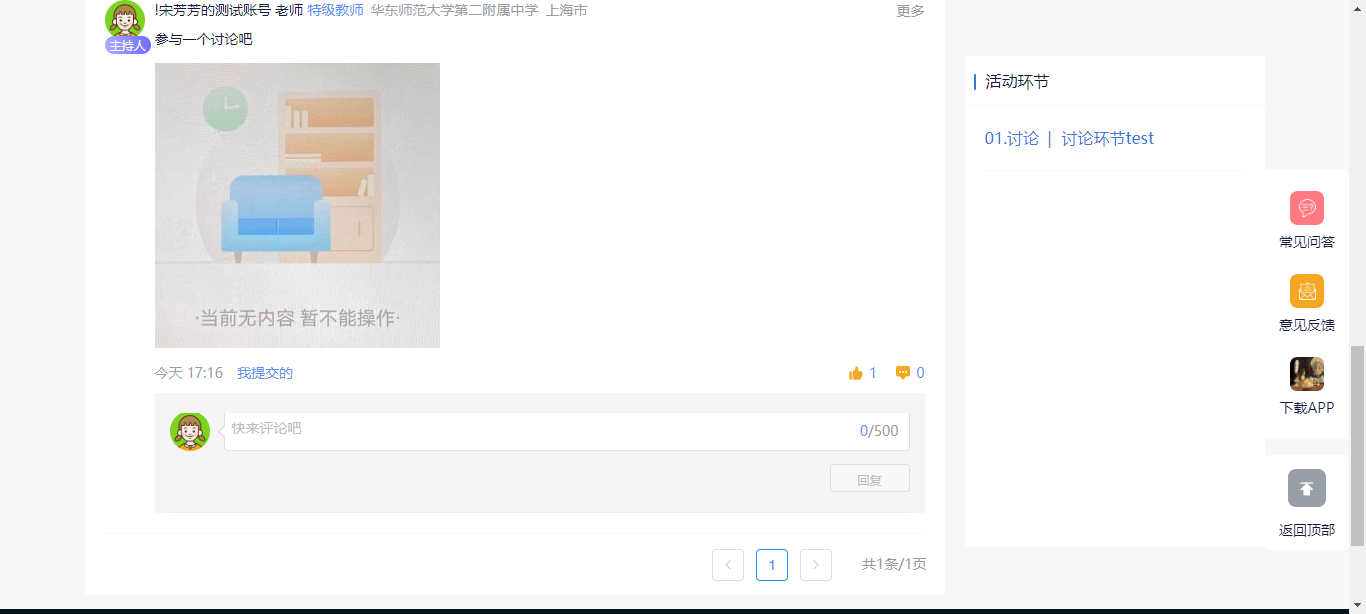 !宋芳芳的测试账号 老师 特级教师 华东师范大学第二附属中学 上海市 更多
主持人
参与一个讨论吧
·当前无内容 暂不能操作·
今天 17:16 我提交的 1 0
快来评论吧 0/500
回复
< 1 > 共1条/1页
活动环节
01.讨论 | 讨论环节test
常见问答
意见反馈
下载APP
返回顶部